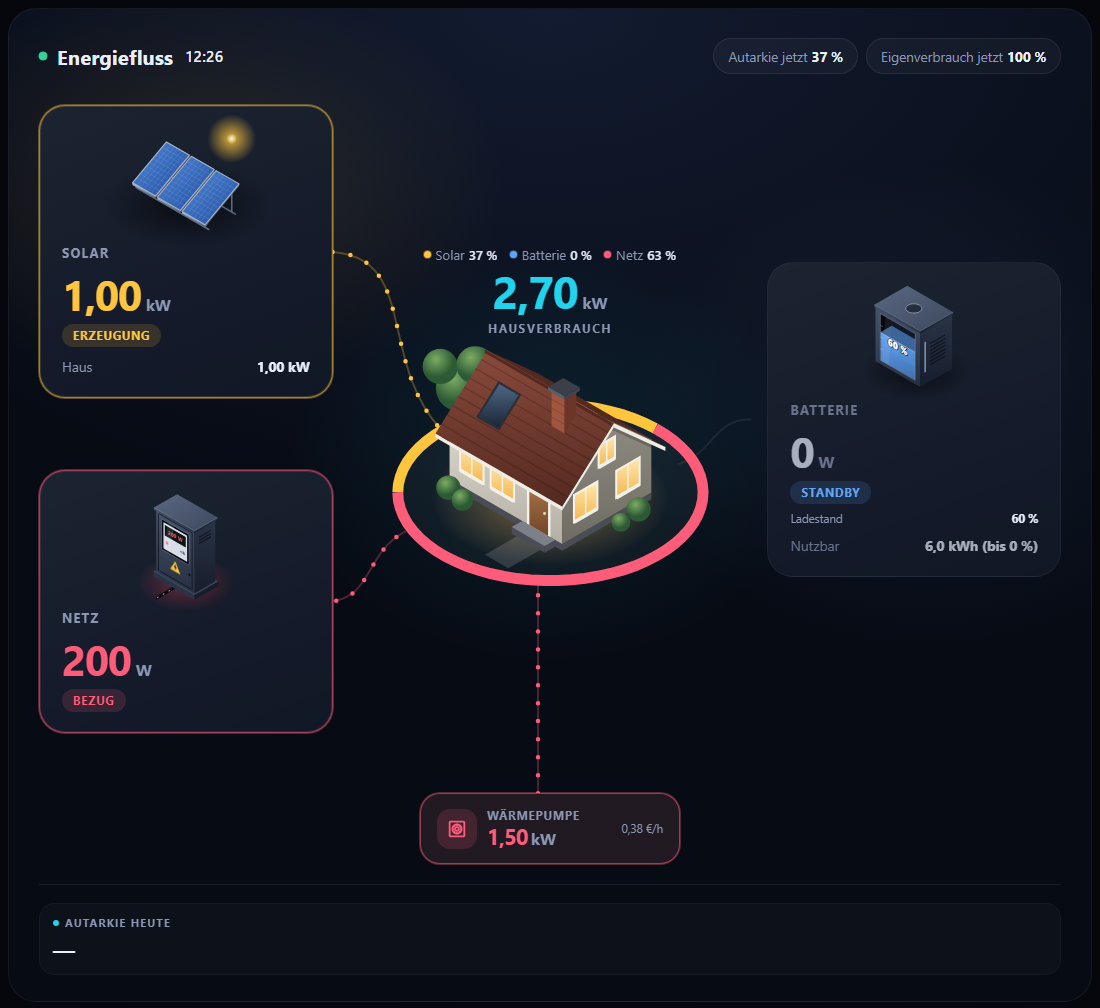 Energiefluss 12:26
Autarkie jetzt 37 %
Eigenverbrauch jetzt 100 %
SOLAR
1,00 kW
ERZEUGUNG
Haus 1,00 kW
Solar 37 % Batterie 0 % Netz 63 %
2,70 kW
HAUSVERBRAUCH
60 %
BATTERIE
0 W
STANDBY
Ladestand 60 %
Nutzbar 6,0 kWh (bis 0 %)
NETZ
200 W
BEZUG
WÄRMEPUMPE
1,50 kW
0,38 €/h
AUTARKIE HEUTE
—